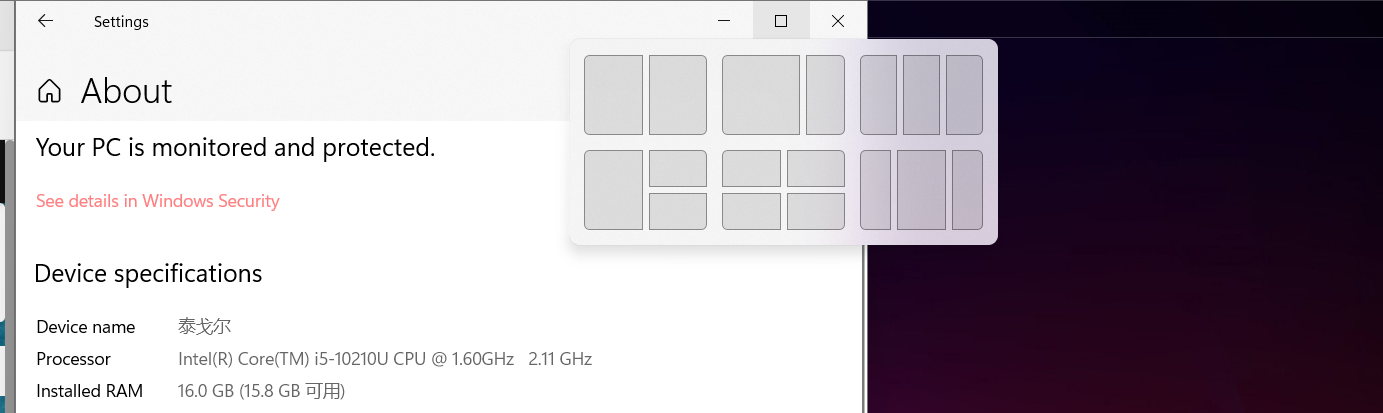 Settings
About
Your PC is monitored and protected.
See details in Windows Security
Device specifications
Device name 泰戈尔
Processor Intel(R) Core(TM) i5-10210U CPU @ 1.60GHz 2.11 GHz
Installed RAM 16.0 GB (15.8 GB 可用)